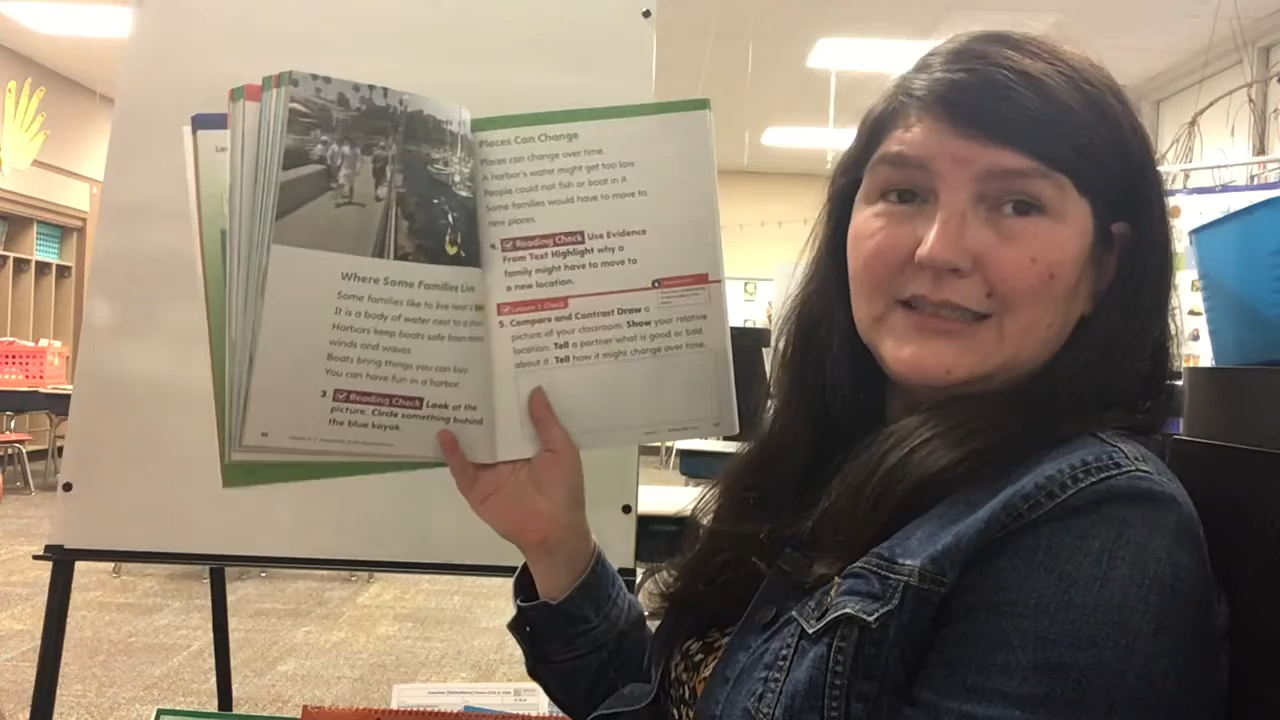 Where Some Families Liv
Some families like to live near a
It is a body of water next to a shore
Harbors keep boats safe from
winds and waves.
Boats bring things you can buy.
You can have fun in a harbor.
3 Reading Check Look at the
picture. Circle something behind
the blue kayak.
Places Can Change
Places can change over time.
A harbor's water might get too low.
People could not fish or boat in it.
Some families would have to move to
new places.
4. Reading Check Use Evidence
From Text Highlight why a
family might have to move to
a new location.
Lesson 1 Check
5. Compare and Contrast Draw a
picture of your classroom. Show your relative
location. Tell a partner what is good or bad
about it. Tell how it might change over time.